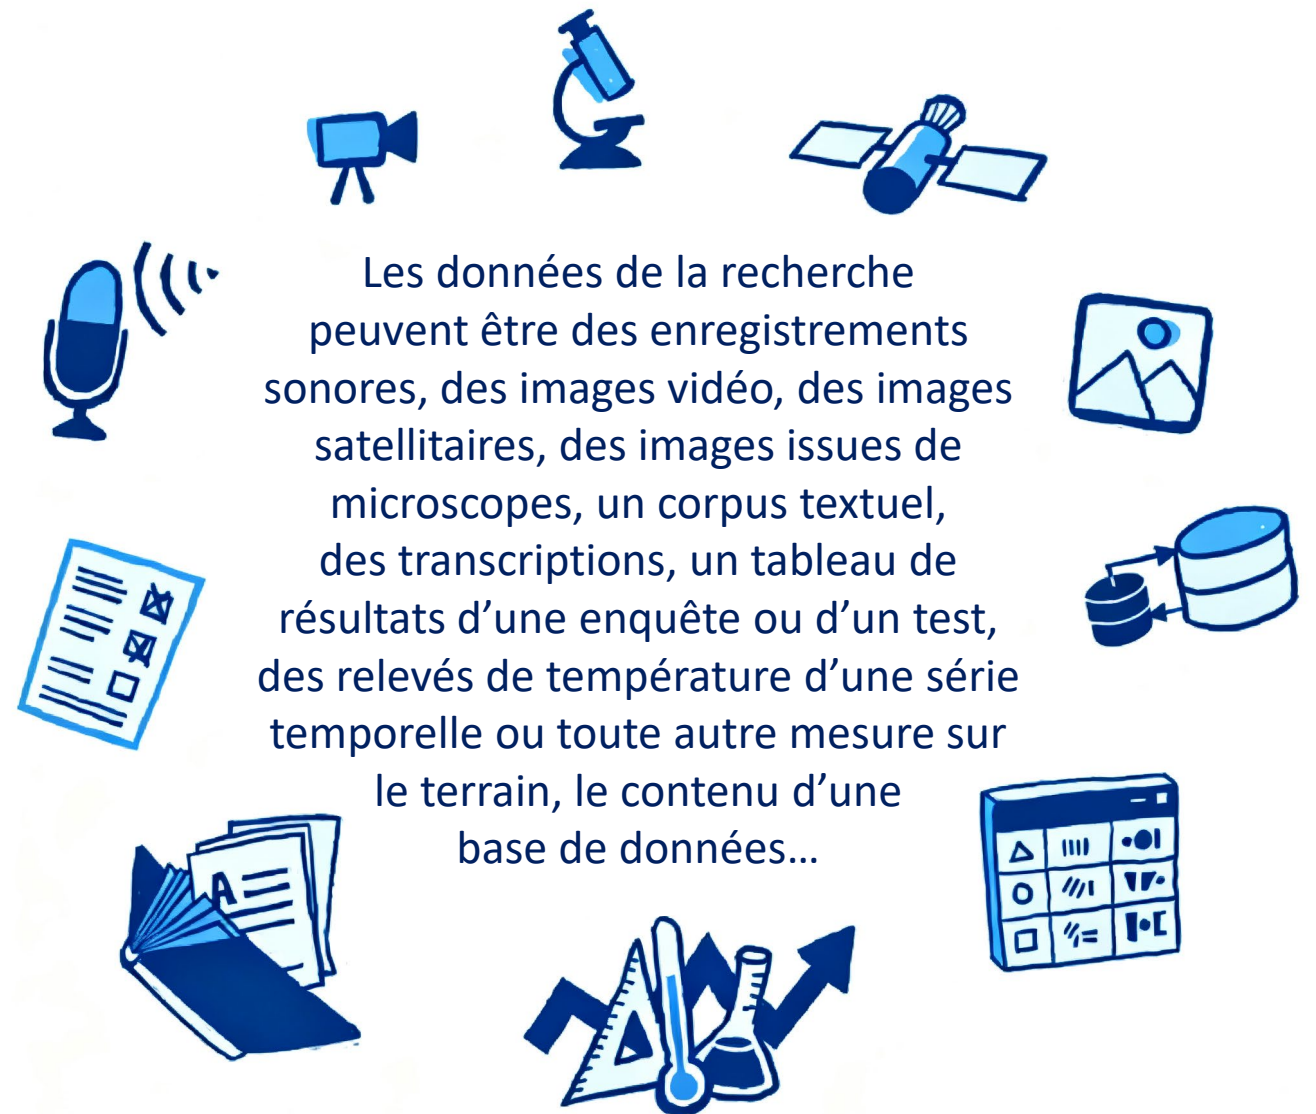 Les données de la recherche
peuvent être des enregistrements
sonores, des images vidéo, des images
satellitaires, des images issues de
microscopes, un corpus textuel,
des transcriptions, un tableau de
résultats d’une enquête ou d’un test,
des relevés de température d’une série
temporelle ou toute autre mesure sur
le terrain, le contenu d’une
base de données…
A